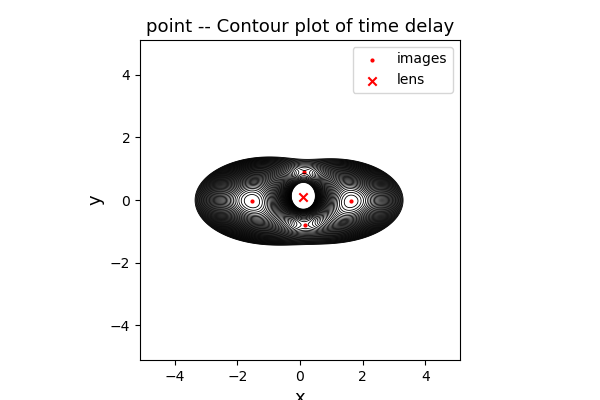 point -- Contour plot of time delay
images
lens
4
2
0
−2
−4
y
−4 −2 0 2 4
x